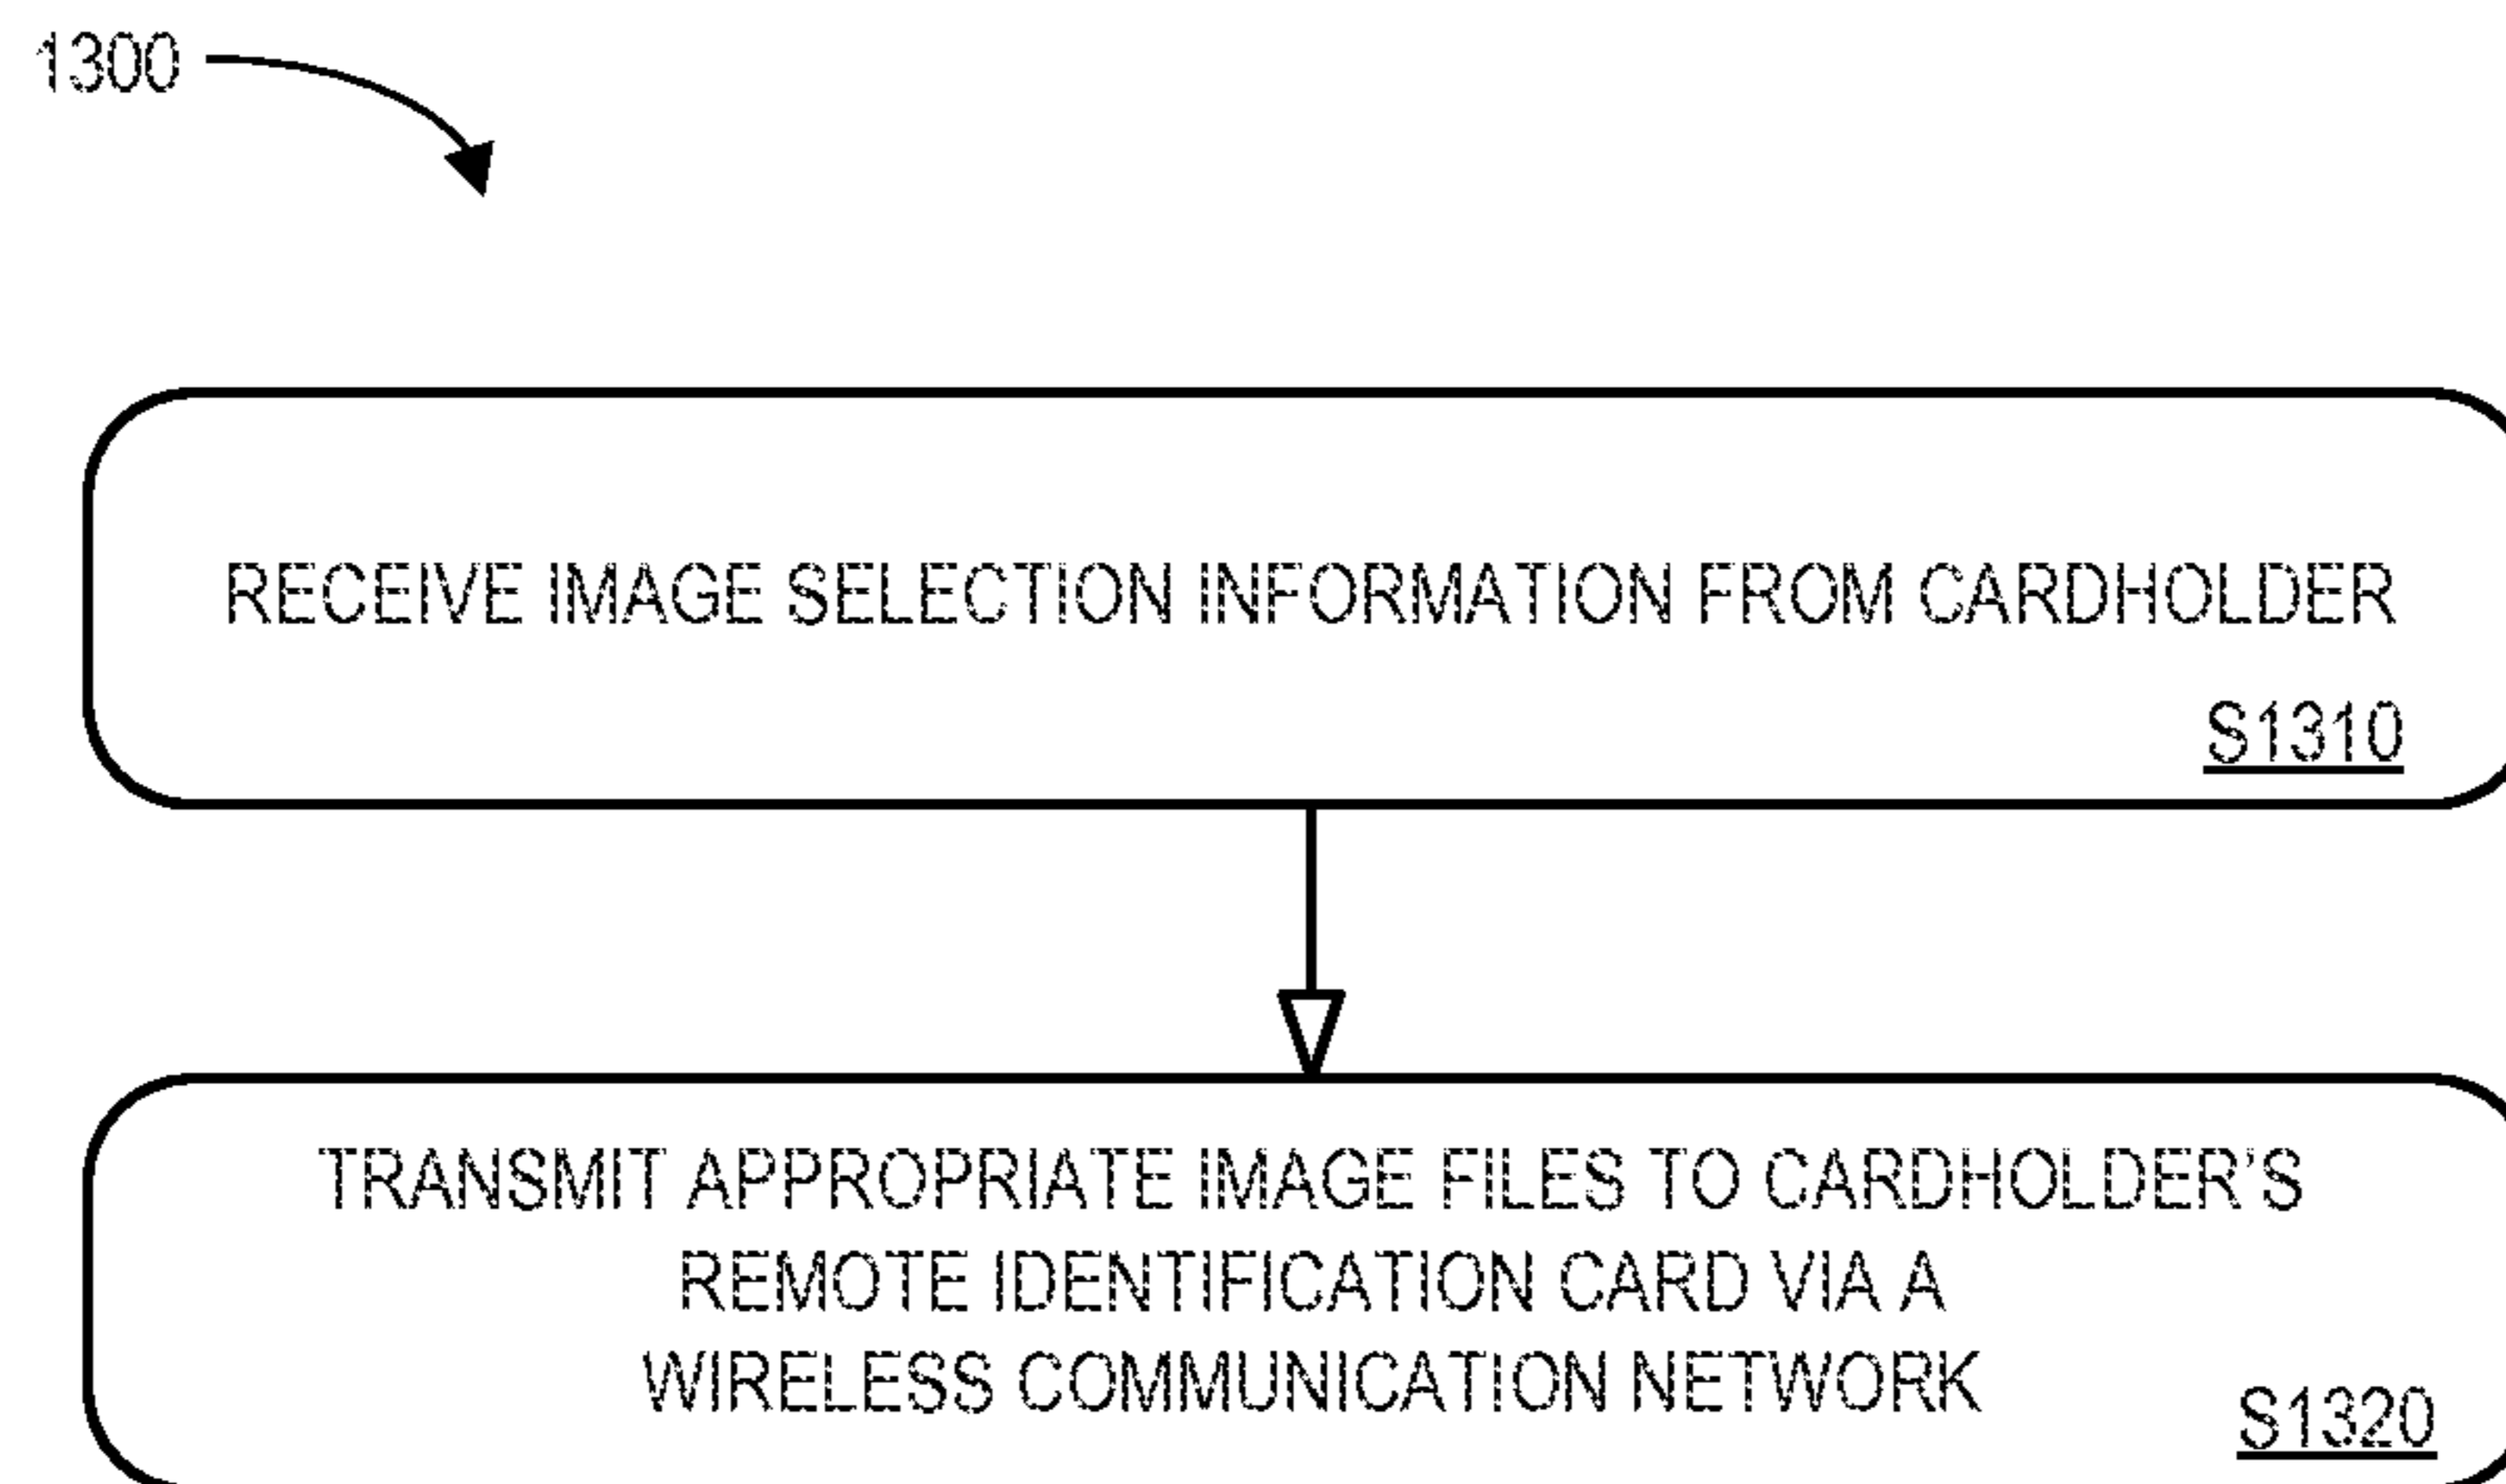 1300
RECEIVE IMAGE SELECTION INFORMATION FROM CARDHOLDER
S1310
TRANSMIT APPROPRIATE IMAGE FILES TO CARDHOLDER'S
REMOTE IDENTIFICATION CARD VIA A
WIRELESS COMMUNICATION NETWORK
S1320